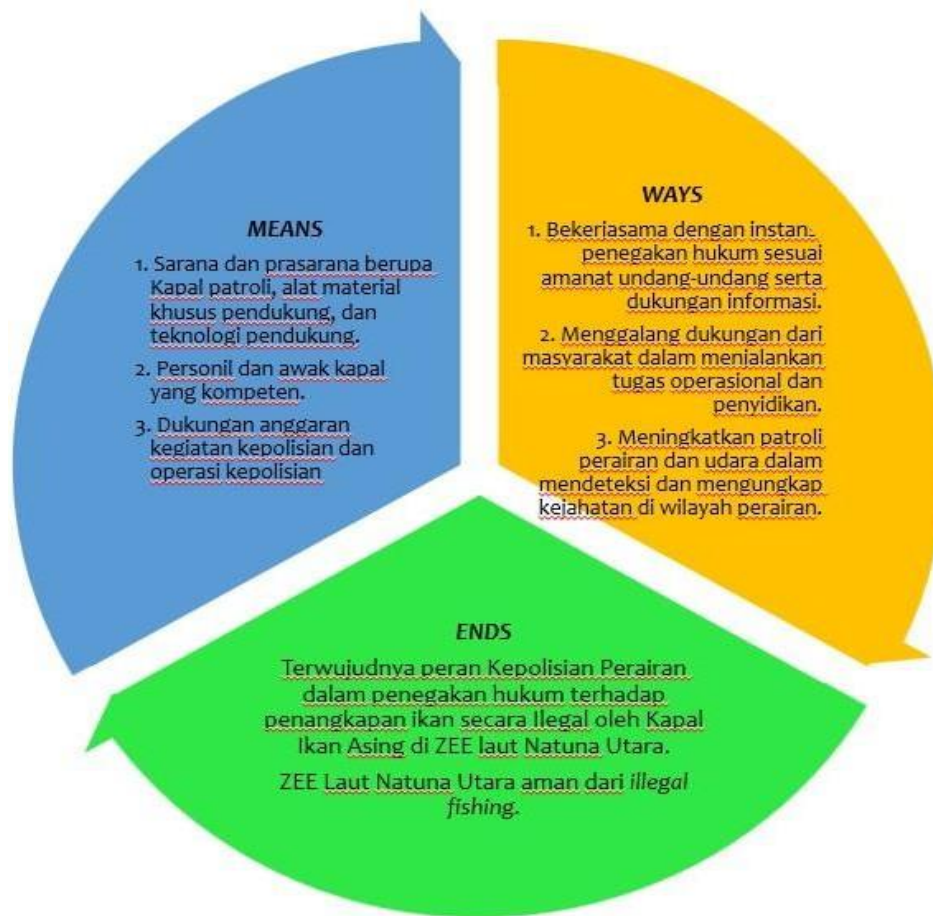 MEANS
1. Sarana dan prasarana berupa
Kapal patroli, alat material
khusus pendukung, dan
teknologi pendukung.
2. Personil dan awak kapal
yang kompeten.
3. Dukungan anggaran
kegiatan kepolisian dan
operasi kepolisian
WAYS
1. Bekerjasama dengan
penegakan hukum sesuai
amanat undang-undang serta
dukungan informasi.
2. Menggalang dukungan dari
masyarakat dalam menjalankan
tugas operasional dan
penyidikan.
3. Meningkatkan patroli
perairan dan udara dalam
mendeteksi dan mengungkap
kejahatan di wilayah perairan.
ENDS
Terwujudnya peran Kepolisian Perairan
dalam penegakan hukum terhadap
penangkapan ikan secara Ilegal oleh Kapal
Ikan Asing di ZEE laut Natuna Utara.
ZEE Laut Natuna Utara aman dari illegal
fishing.